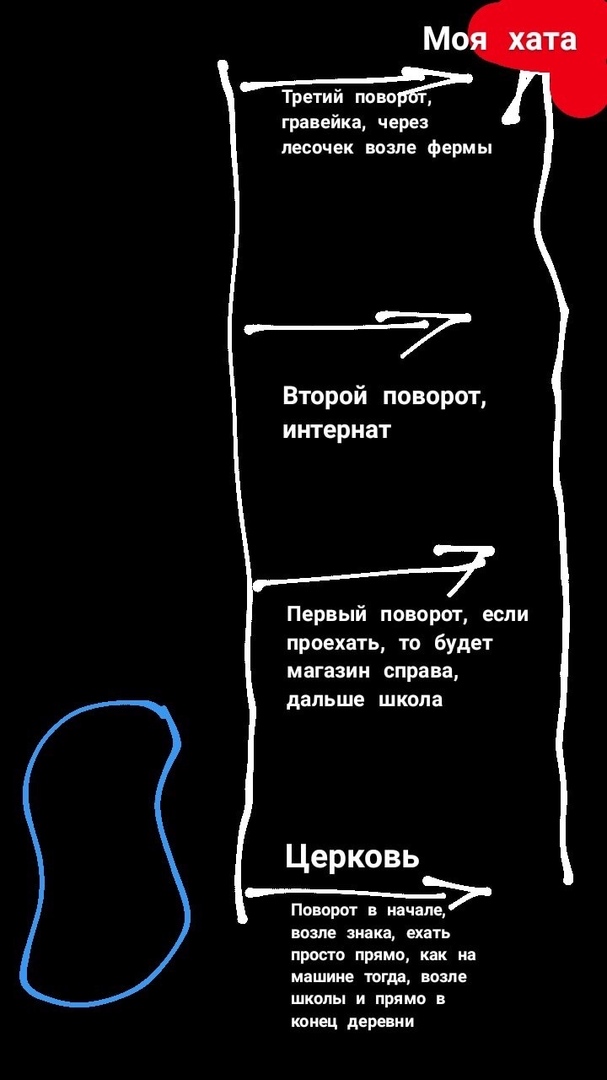 Моя хата
Третий поворот,
гравейка, через
лесочек возле фермы
Второй поворот,
интернат
Первый поворот, если
проехать, то будет
магазин справа,
дальше школа
Церковь
Поворот в начале,
возле знака, ехать
просто прямо, как на
машине тогда, возле
школы и прямо в
конец деревни